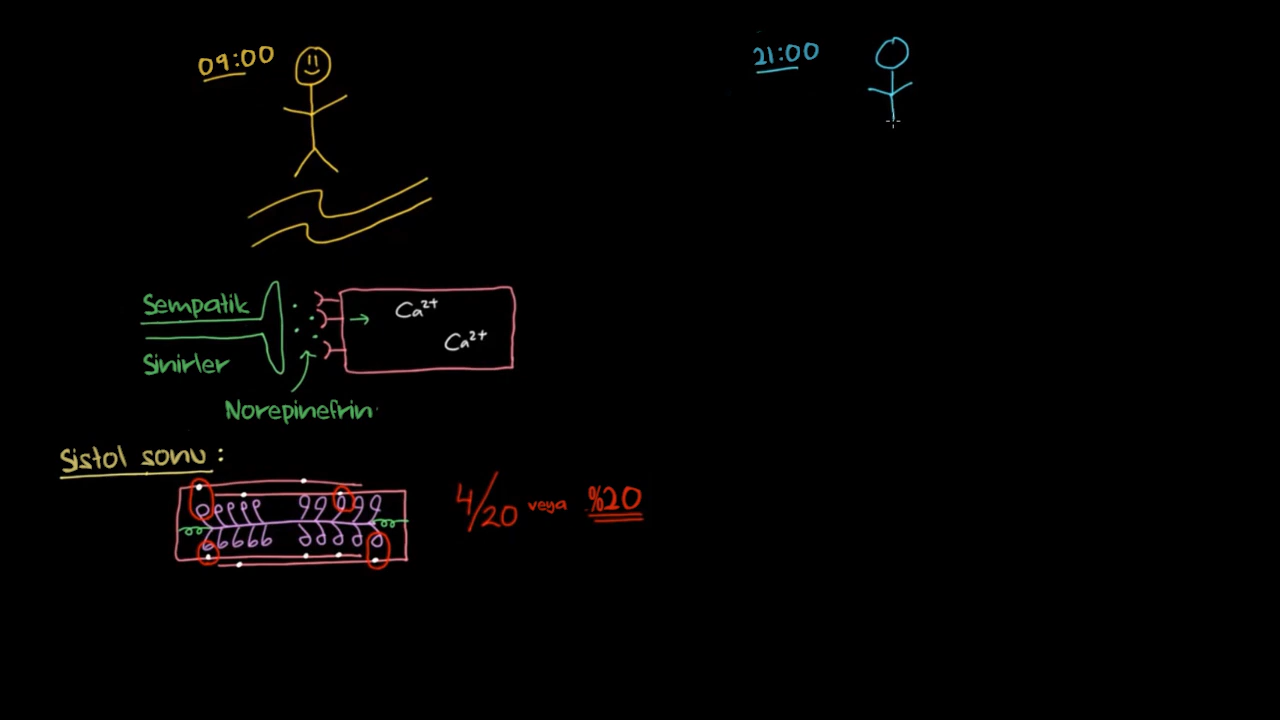 09:00
21:00
Sempatik
Sinirler
Ca²⁺
Ca²⁺
Norepinefrin
Sistol sonu:
4/20 veya %20